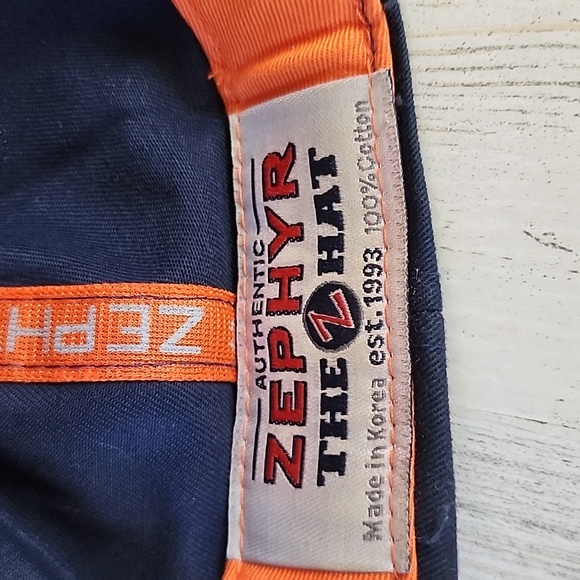 AUTHENTIC
ZEPHYR
THE Z HAT
Made in Korea est.1993 100% Cotton
ZEPH